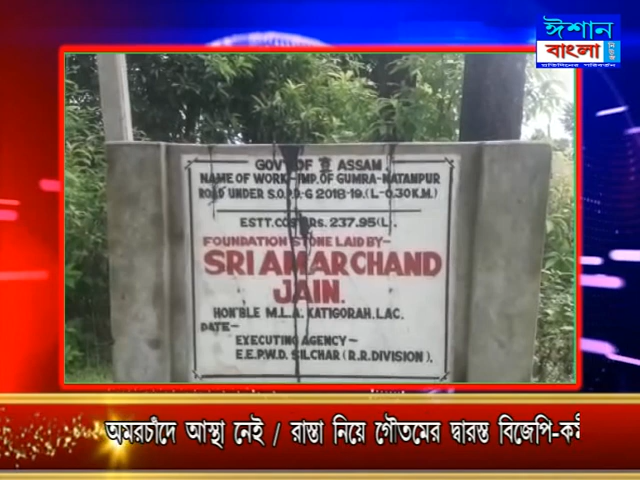 ঈশান
বাংলা
GOVT OF ASSAM
NAME OF WORK:-IMP. OF GUMRA-NATANPUR
ROAD UNDER S.O.P.D-G 2018-19.(L-0.30 K.M.)
ESTT. COST RS. 237.95(L).
FOUNDATION STONE LAID BY-
SRI AMAR CHAND
JAIN.
HON'BLE M.L.A. KATIGORAH. LAC.
DATE-
EXECUTING AGENCY-
E.E.P.W.D. SILCHAR (R.R.DIVISION).
অমরচাঁদে আস্থা নেই / রাস্তা নিয়ে গৌতমের দ্বারস্ত বিজেপি-কর্মী